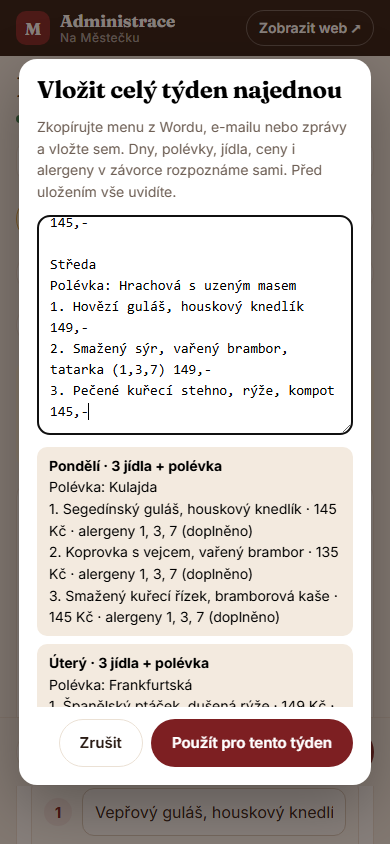 M
Administrace
Na Městečku
Zobrazit web ↗
Vložit celý týden najednou
Zkopírujte menu z Wordu, e-mailu nebo zprávy
a vložte sem. Dny, polévky, jídla, ceny i
alergeny v závorce rozpoznáme sami. Před
uložením vše uvidíte.
145,-
Středa
Polévka: Hrachová s uzeným masem
1. Hovězí guláš, houskový knedlík
149,-
2. Smažený sýr, vařený brambor,
tatarka (1,3,7) 149,-
3. Pečené kuřecí stehno, rýže, kompot
145,-
Pondělí · 3 jídla + polévka
Polévka: Kulajda
1. Segedínský guláš, houskový knedlík · 145
Kč · alergeny 1, 3, 7 (doplněno)
2. Koprovka s vejcem, vařený brambor · 135
Kč · alergeny 1, 3, 7 (doplněno)
3. Smažený kuřecí řízek, bramborová kaše ·
145 Kč · alergeny 1, 3, 7 (doplněno)
Úterý · 3 jídla + polévka
Polévka: Frankfurtská
1. Španělský ptáček, dušená rýže · 149 Kč ·
Zrušit
Použít pro tento týden
1
Vepřový guláš, houskový knedlí